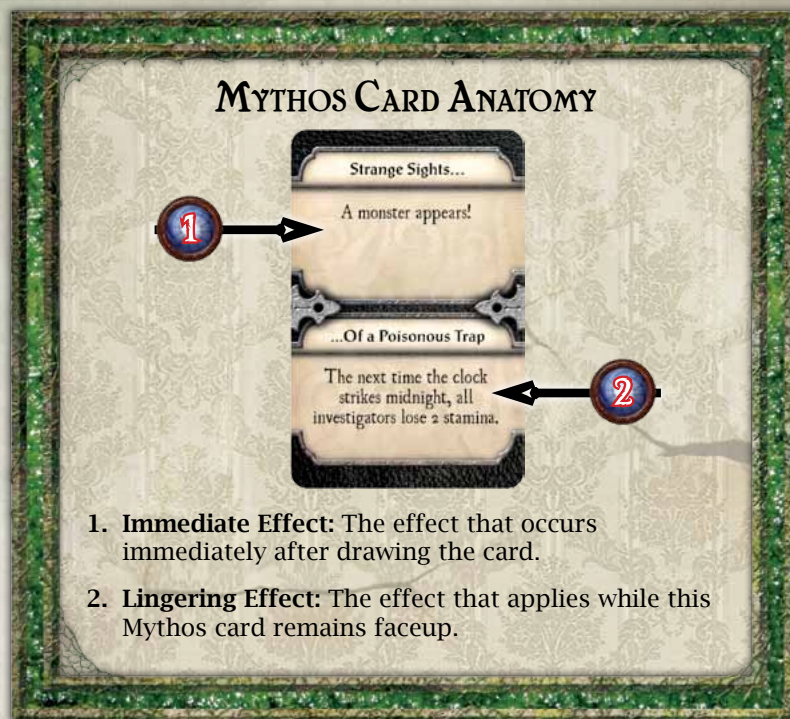 Mythos Card Anatomy
Strange Sights...
A monster appears!
1
...Of a Poisonous Trap
The next time the clock
strikes midnight, all
investigators lose 2 stamina.
2
1. Immediate Effect: The effect that occurs
immediately after drawing the card.
2. Lingering Effect: The effect that applies while this
Mythos card remains faceup.